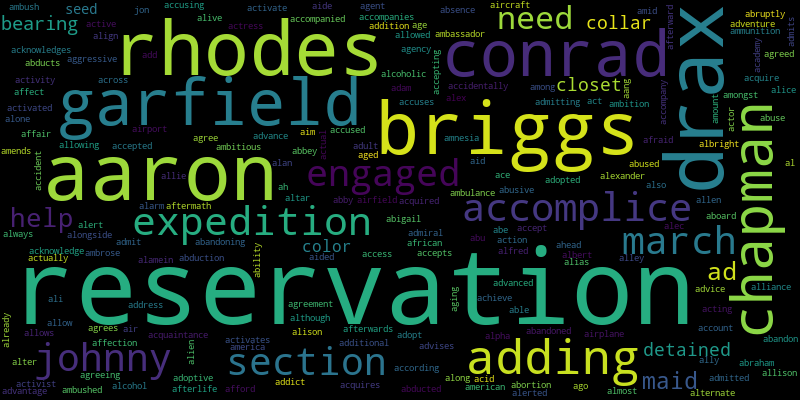 ambush seed jon accusing alive accompanied activate aide agent absence aircraft amid abruptly
bearing active actress accompanies addition age ambassador need collar adventure ammunition
acknowledges align rhodes allowed conrad afterward drax admits
abducts aggressive add agency accepting academy agreed
activity across alcoholic accidentally among closet acquire
affect garfield adam accuses admitting act ambition aang accompany alice
activated alex amongst
alone ambitious advance aim accused briggs afraid amount actor abuse
affair allowing accepted agree abbey actual amnesia albright
amends airport adult abused chapman al
accident aaron allie alan aged engaged aid ace adopted alexander also
ah altar abby airfield acquired ambulance abusive allen
help alarm aftermath accomplice aboard
always alert expedition abigail admiral abe accept alec
alongside african abu action ahead alfred march
acknowledge admit abandoning color access accepts albert alley
actually ambrose ability aided alias
alamein abduction ad advice alliance
ali address reservation agreement aging advanced achieve able acting
already allow although account
allows agrees air acquaintance activates alison afterwards adopt alpha abandoned airplane abandon
affection america additional advises adding detained
alter johnny alien section according ally abraham
agreeing adoptive addict along acid abortion ago maid admitted allison
advantage activist ambushed alcohol afterlife afford acquires abducted american alerted almost alternate